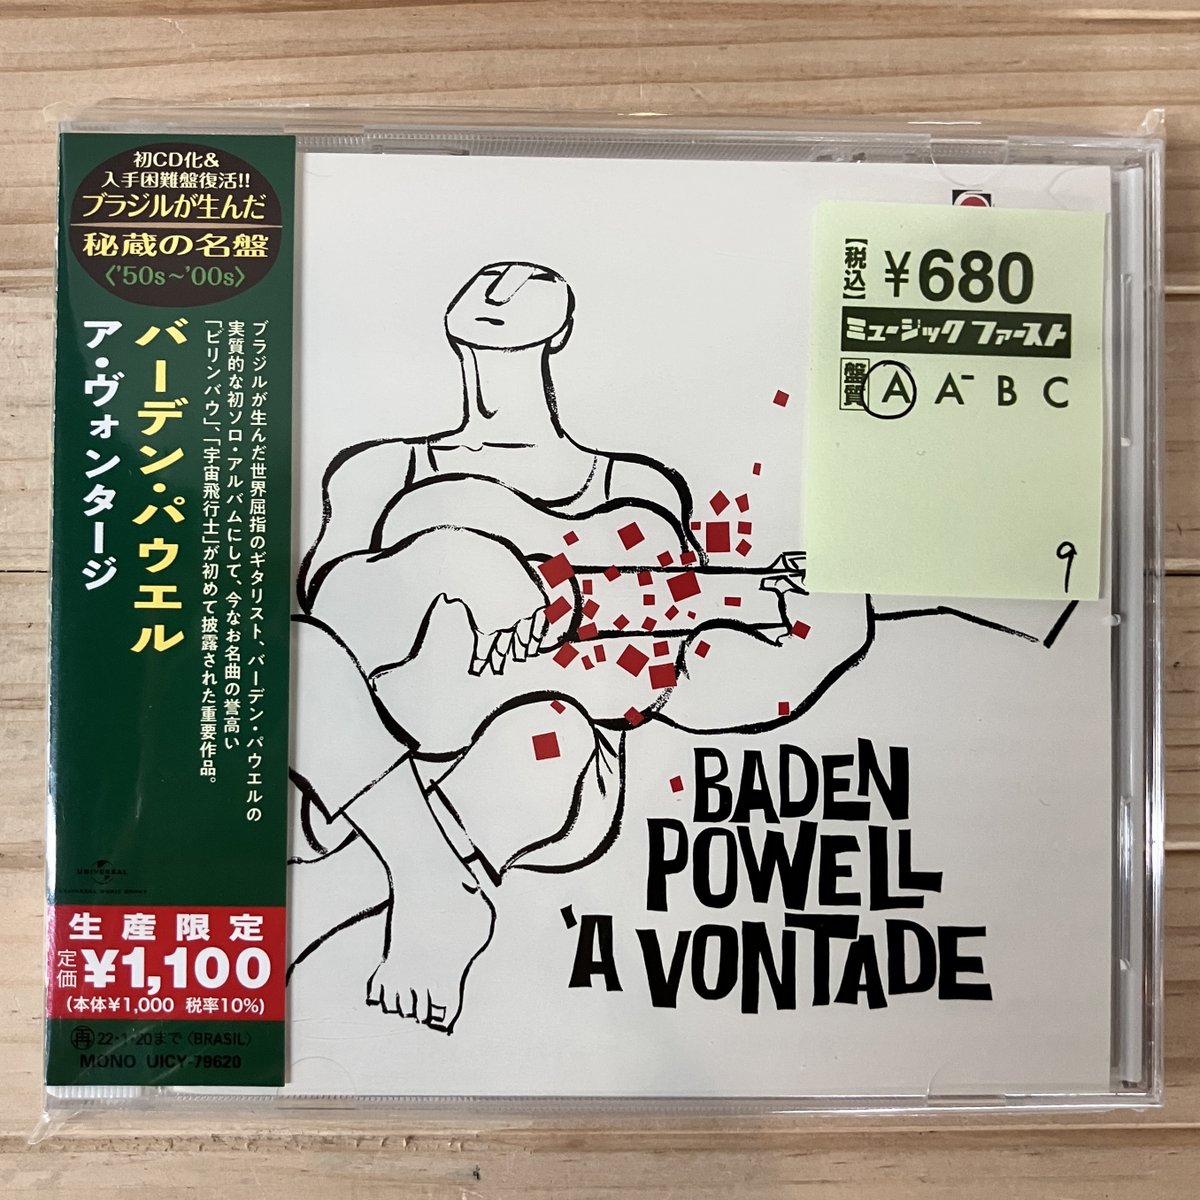 初CD化&
入手困難盤復活!!
ブラジルが生んだ
秘蔵の名盤
〈'50s~'00s〉
バーデン・パウエル
ア・ヴォンタージ
ブラジルが生んだ世界屈指のギタリスト、バーデン・パウエルの
実質的な初ソロ・アルバムにして、今なお名曲の誉高い
「ビリンバウ」、「宇宙飛行士」が初めて披露された重要作品。
UNIVERSAL
UNIVERSAL MUSIC GROUP
生産限定
定価 ¥1,100
(本体¥1,000 税率10%)
再 22・1・20まで 〈BRASIL〉
MONO UICY-79620
【税込】 ¥680
ミュージック ファースト
盤質 A A⁻ B C
9
BADEN
POWELL
'A VONTADE